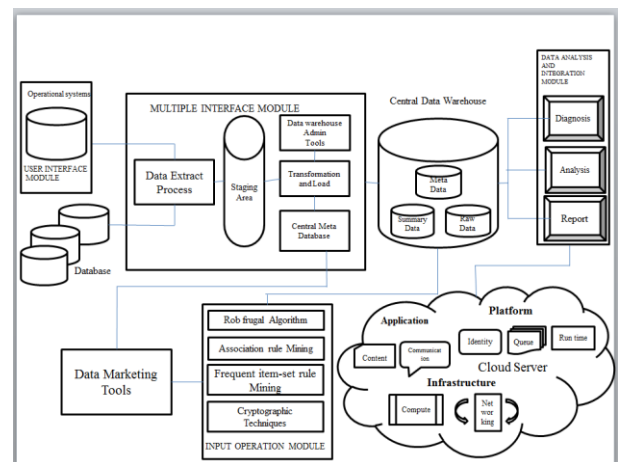 Operational systems
USER INTERFACE
MODULE
Database
MULTIPLE INTERFACE MODULE
Data Extract
Process
Staging
Area
Data warehouse
Admin
Tools
Transformation
and Load
Central Meta
Database
Central Data Warehouse
Meta
Data
Summary
Data
Raw
Data
DATA ANALYSIS
AND
INTEGRATION MODULE
Diagnosis
Analysis
Report
Data Marketing
Tools
Rob frugal Algorithm
Association rule Mining
Frequent item-set rule
Mining
Cryptographic
Techniques
INPUT OPERATION MODULE
Application
Platform
Content
Communicat
ion
Identity
Queue
Run time
Cloud Server
Infrastructure
Compute
Net
wor
king